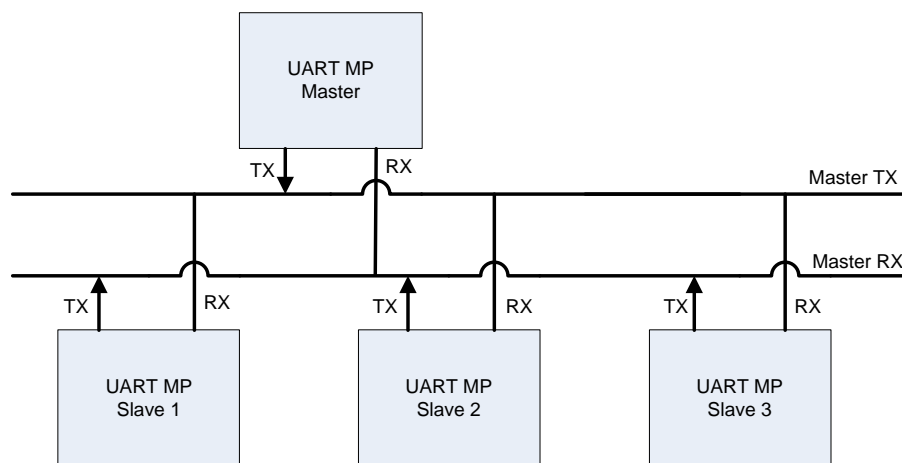 UART MP
Master
TX
RX
Master TX
Master RX
TX
RX
TX
RX
TX
RX
UART MP
Slave 1
UART MP
Slave 2
UART MP
Slave 3